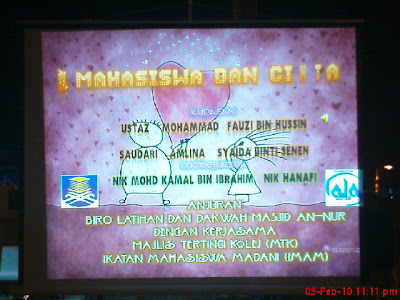 MAHASISWA DAN CINTA
USTAZ MOHAMMAD FAUZI BIN HUSSIN
SAUDARI AMLINA SYAIDA BINTI SENEN
NIK MOHD KAMAL BIN IBRAHIM NIK HANAFI
ANJURAN
BIRO LATIHAN DAN DAKWAH MASJID AN-NUR
DENGAN KERJASAMA
MAJLIS TERTINGI KOLEJ (MTK)
IKATAN MAHASISWA MADANI (IMAM)
09-Feb-10 11:11 pm